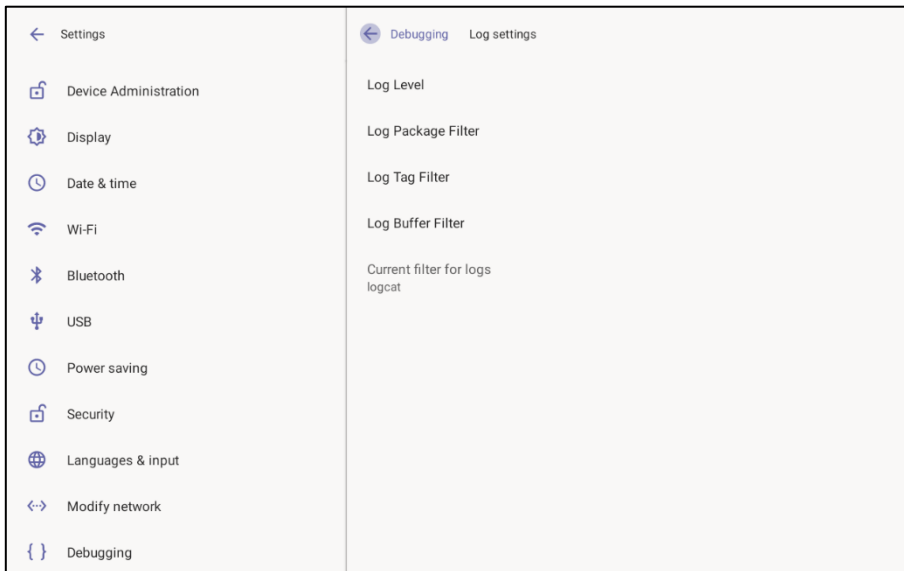 Settings
Device Administration
Display
Date & time
Wi-Fi
Bluetooth
USB
Power saving
Security
Languages & input
Modify network
Debugging
Debugging Log settings
Log Level
Log Package Filter
Log Tag Filter
Log Buffer Filter
Current filter for logs
logcat